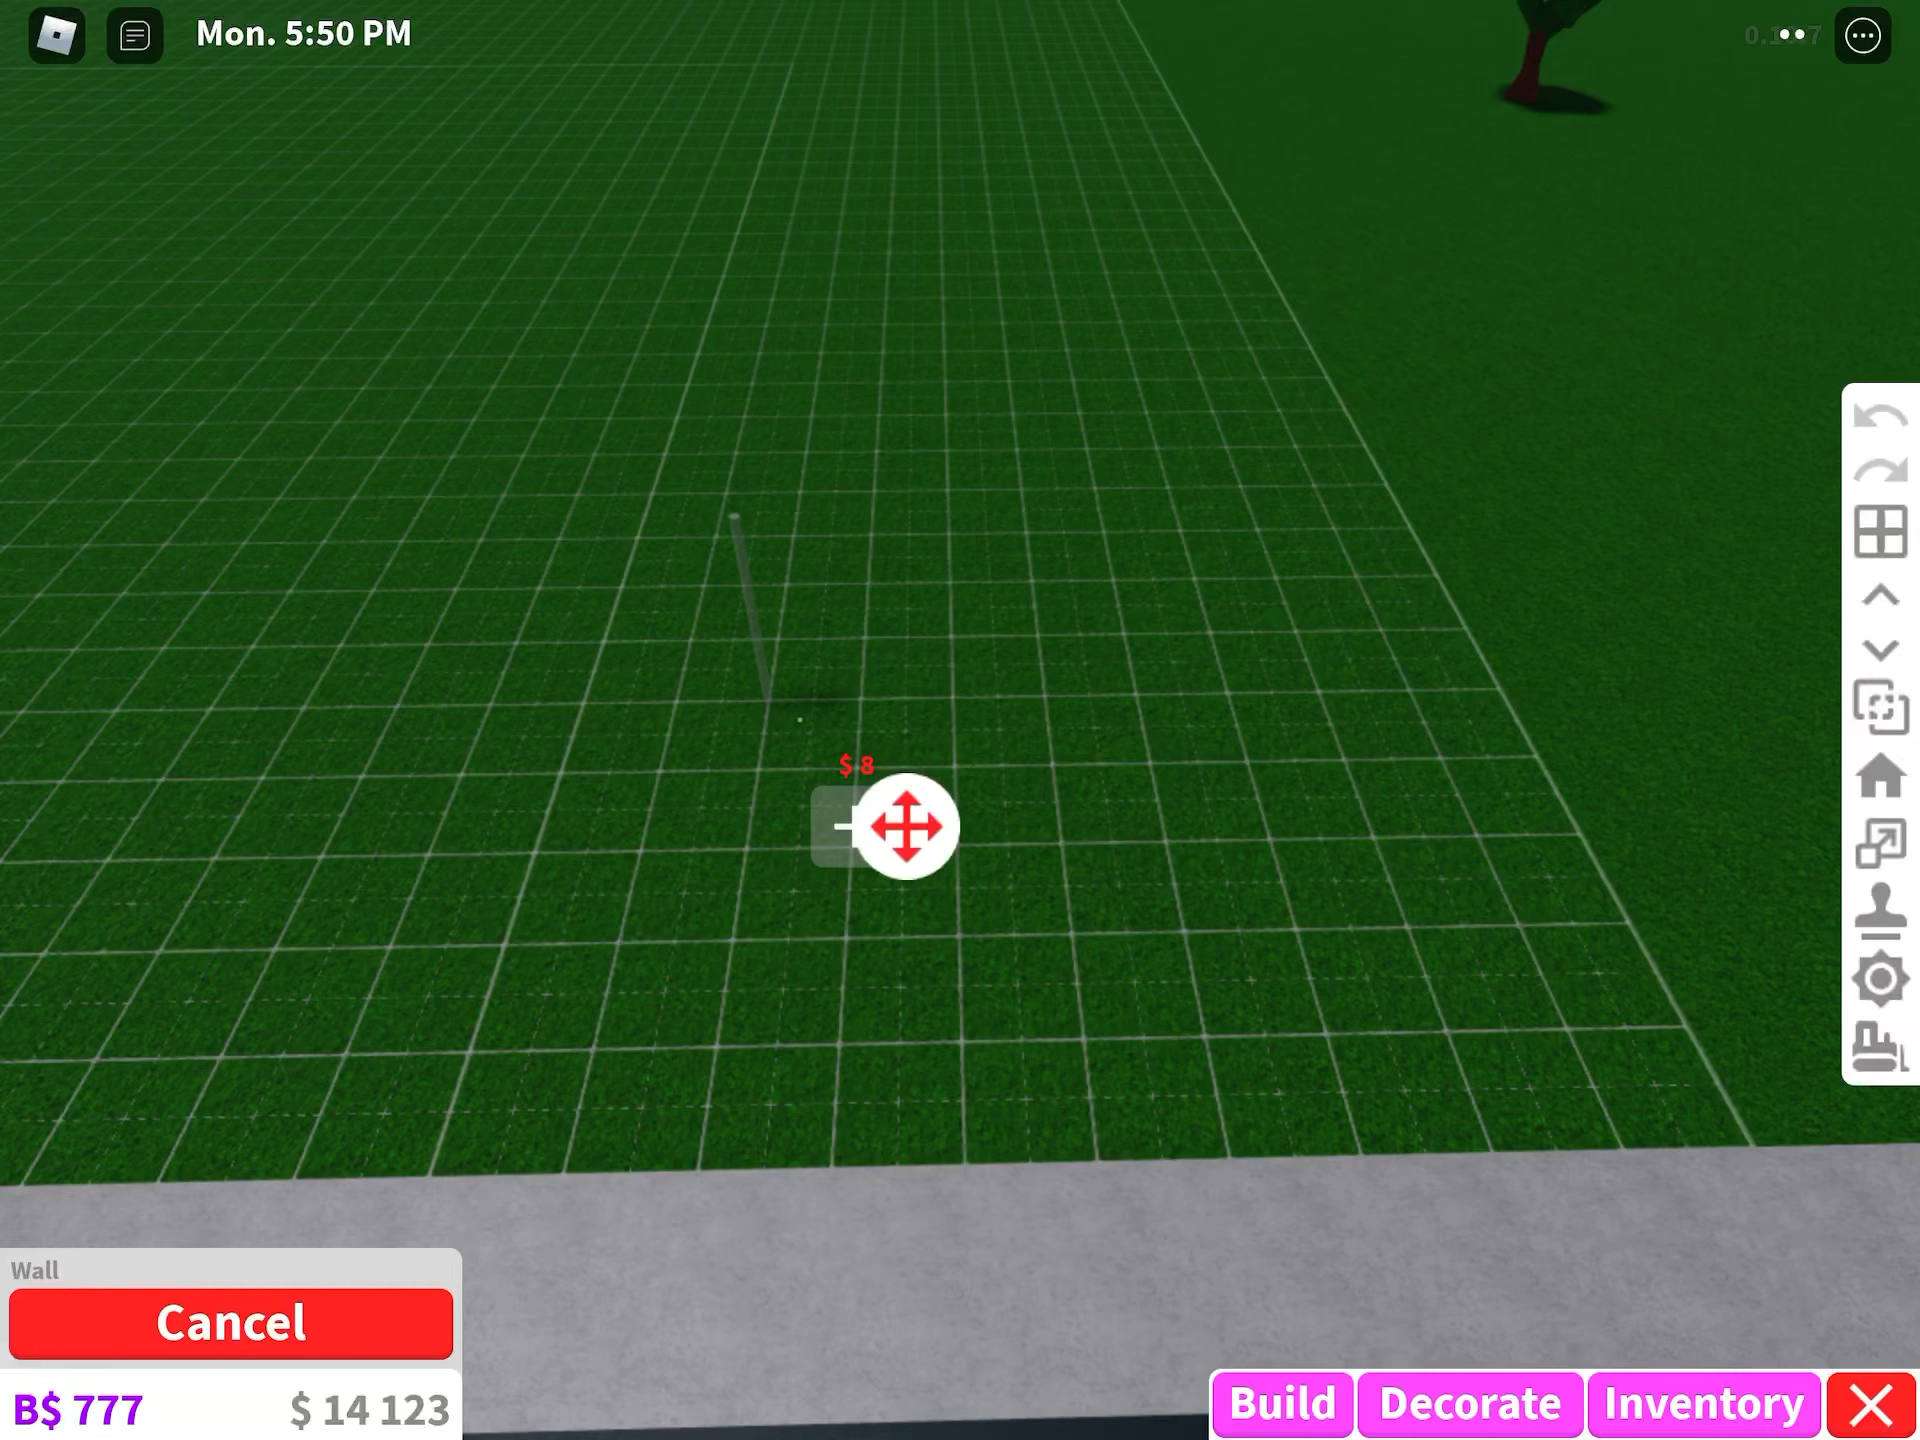 Mon. 5:50 PM
$ 8
Wall
Cancel
B$ 777
$ 14 123
Build
Decorate
Inventory